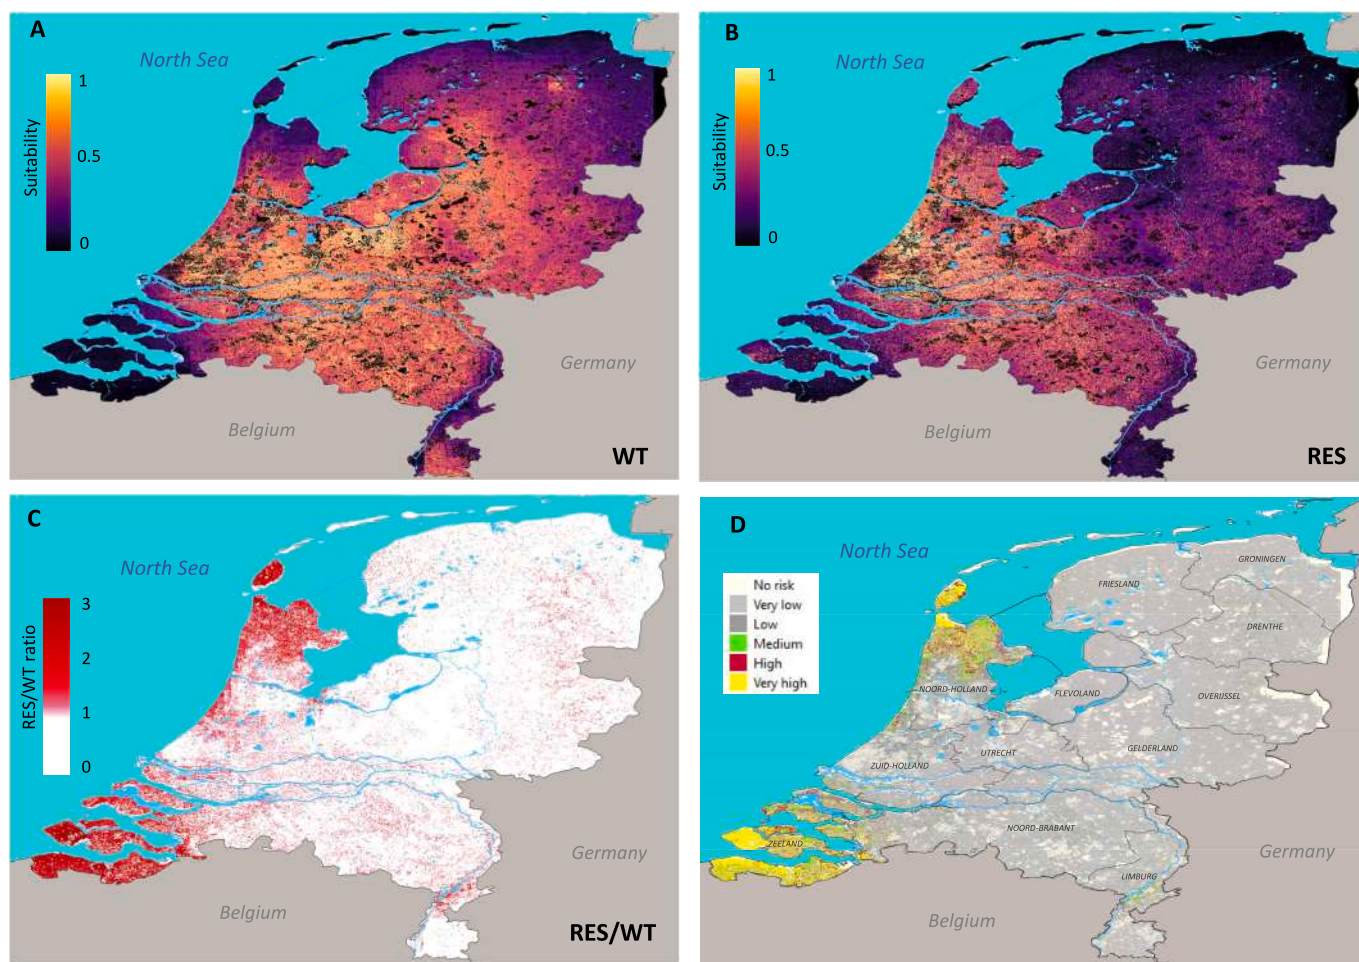 A
North Sea
1
0.5
0
Suitability
Germany
Belgium
WT
B
North Sea
1
0.5
0
Suitability
Germany
Belgium
RES
C
North Sea
3
2
1
0
RES/WT ratio
Germany
Belgium
RES/WT
D
North Sea
No risk
Very low
Low
Medium
High
Very high
GRONINGEN
FRIESLAND
DRENTHE
NOORD-HOLLAND
FLEVOLAND
OVERIJSSEL
UTRECHT
GELDERLAND
ZUID-HOLLAND
NOORD-BRABANT
ZEELAND
LIMBURG
Germany
Belgium